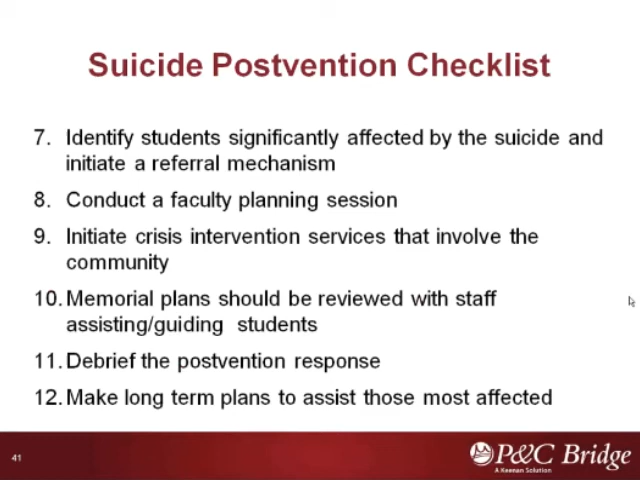 Suicide Postvention Checklist
7. Identify students significantly affected by the suicide and
initiate a referral mechanism
8. Conduct a faculty planning session
9. Initiate crisis intervention services that involve the
community
10. Memorial plans should be reviewed with staff
assisting/guiding students
11. Debrief the postvention response
12. Make long term plans to assist those most affected
41
P&C Bridge
A Keenan Solution